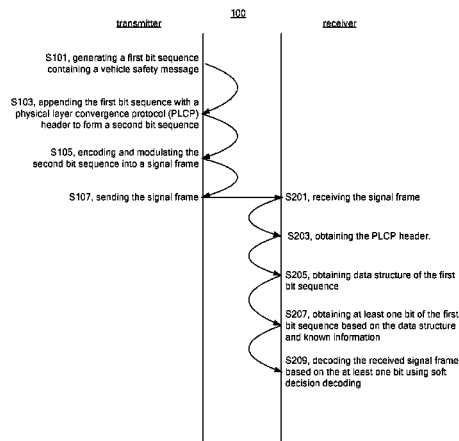 100
transmitter
receiver
S101, generating a first bit sequence
containing a vehicle safety message
S103, appending the first bit sequence with a
physical layer convergence protocol (PLCP)
header to form a second bit sequence
S105, encoding and modulating the
second bit sequence into a signal frame
S107, sending the signal frame
S201, receiving the signal frame
S203, obtaining the PLCP header.
S205, obtaining data structure of the first
bit sequence
S207, obtaining at least one bit of the first
bit sequence based on the data structure
and known information
S209, decoding the received signal frame
based on the at least one bit using soft
decision decoding